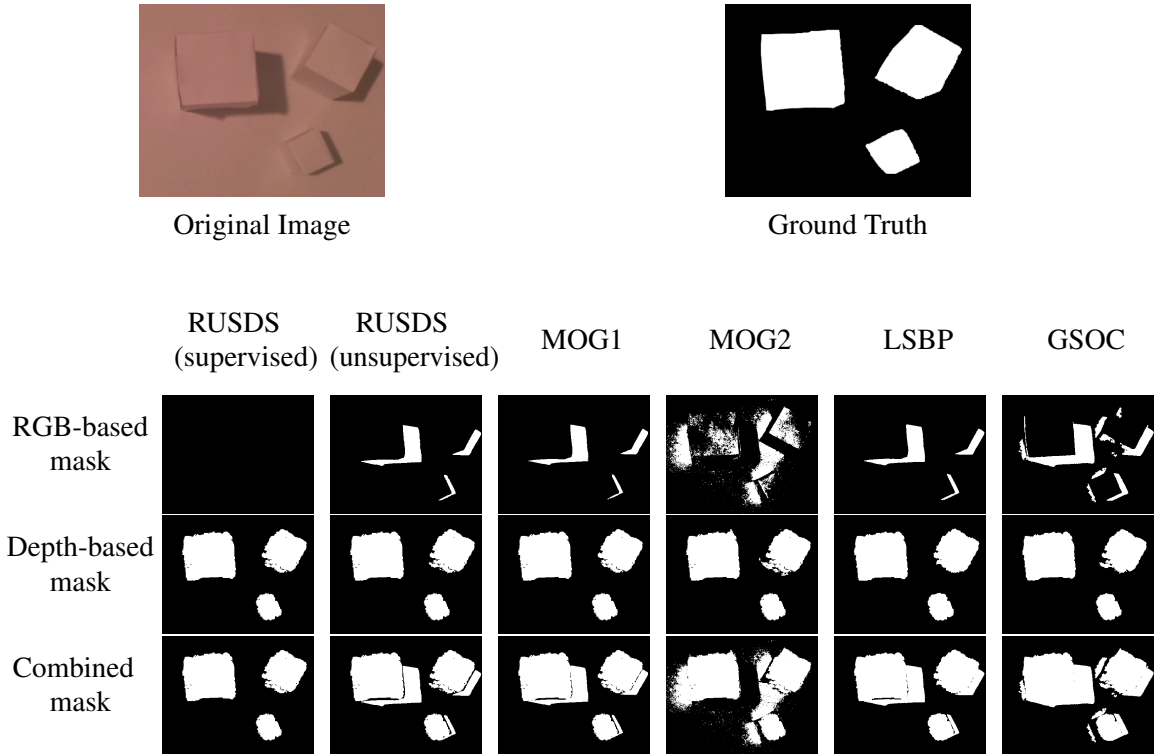 Original Image
Ground Truth
RUSDS
(supervised)
RUSDS
(unsupervised)
MOG1
MOG2
LSBP
GSOC
RGB-based
mask
Depth-based
mask
Combined
mask